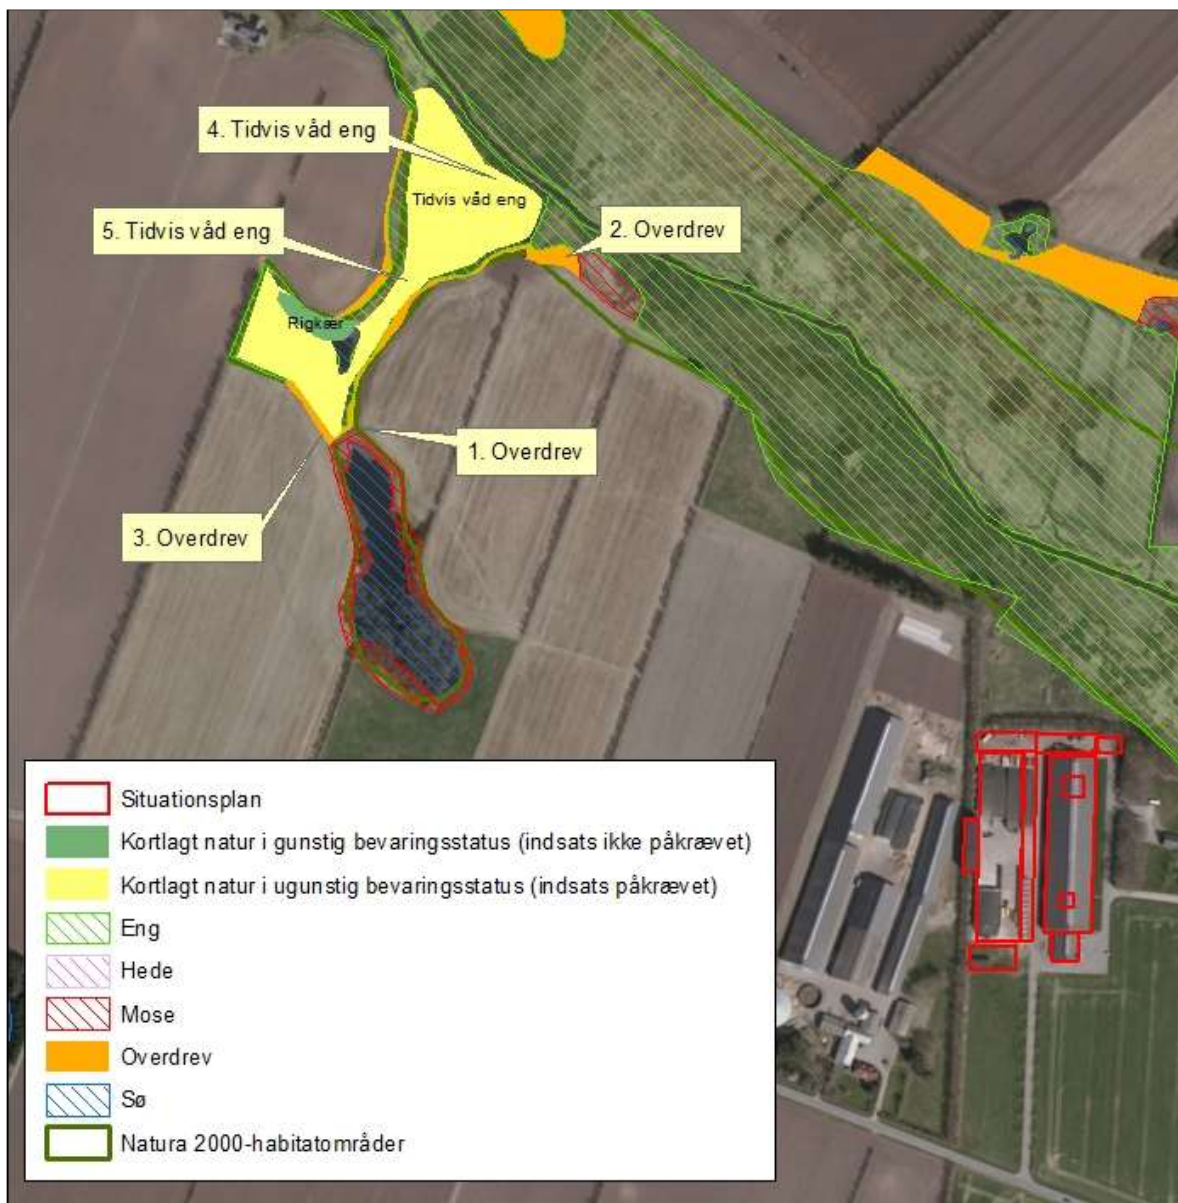 4. Tidvis våd eng
Tidvis våd eng
5. Tidvis våd eng
2. Overdrev
Rigkær
1. Overdrev
3. Overdrev
Situationsplan
Kortlagt natur i gunstig bevaringsstatus (indsats ikke påkrævet)
Kortlagt natur i ugunstig bevaringsstatus (indsats påkrævet)
Eng
Hede
Mose
Overdrev
Sø
Natura 2000-habitatområder